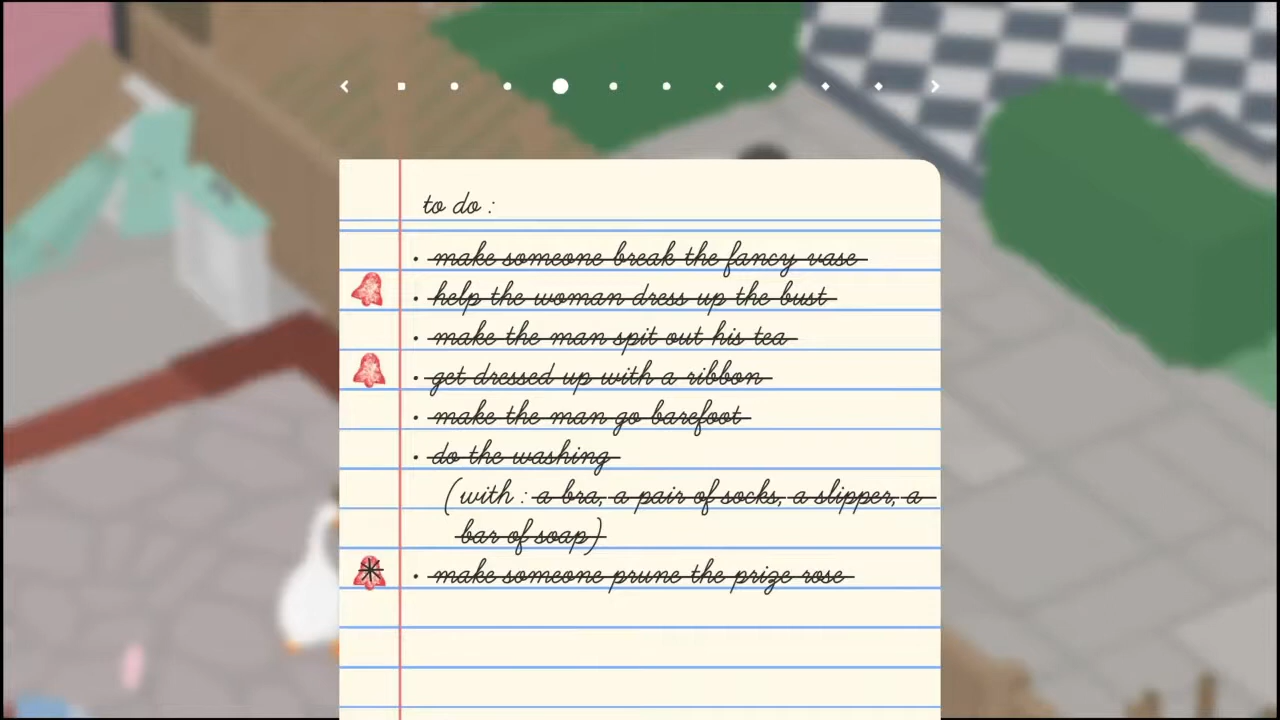 to do :
• make someone break the fancy vase
• help the woman dress up the bust
• make the man spit out his tea
• get dressed up with a ribbon
• make the man go barefoot
• do the washing
(with : a bra, a pair of socks, a slipper, a
bar of soap)
• make someone prune the prize rose